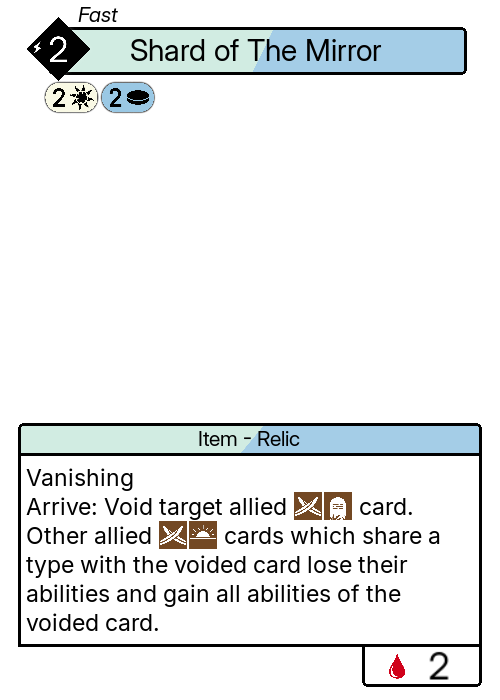 Fast
2 Shard of The Mirror
2 2
Item - Relic
Vanishing
Arrive: Void target allied card.
Other allied cards which share a
type with the voided card lose their
abilities and gain all abilities of the
voided card.
2